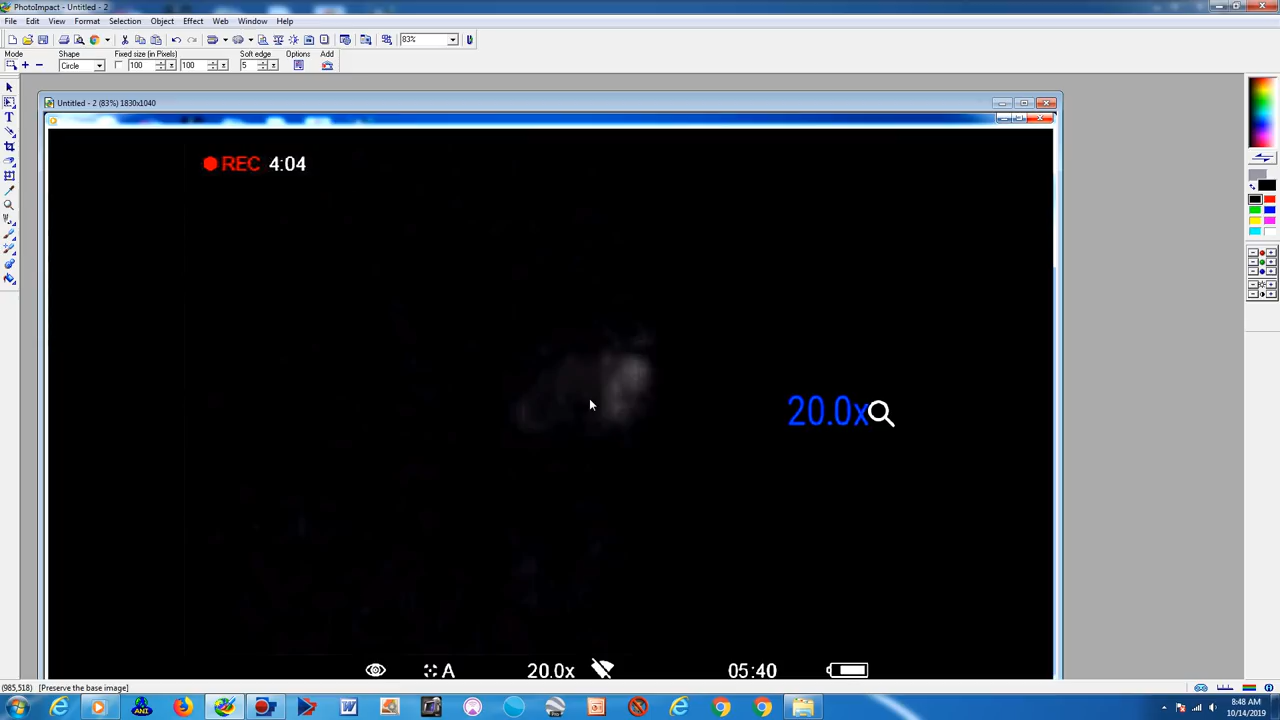 PhotoImpact - Untitled - 2
File Edit View Format Selection Object Effect Web Window Help
83%
Mode Shape Fixed size (in Pixels) Soft edge Options Add
Circle 100 100 5
Untitled - 2 (83%) 1830x1040
REC 4:04
20.0x
A 20.0x 05:40
(985,518) [Preserve the base image]
8:48 AM
10/14/2019